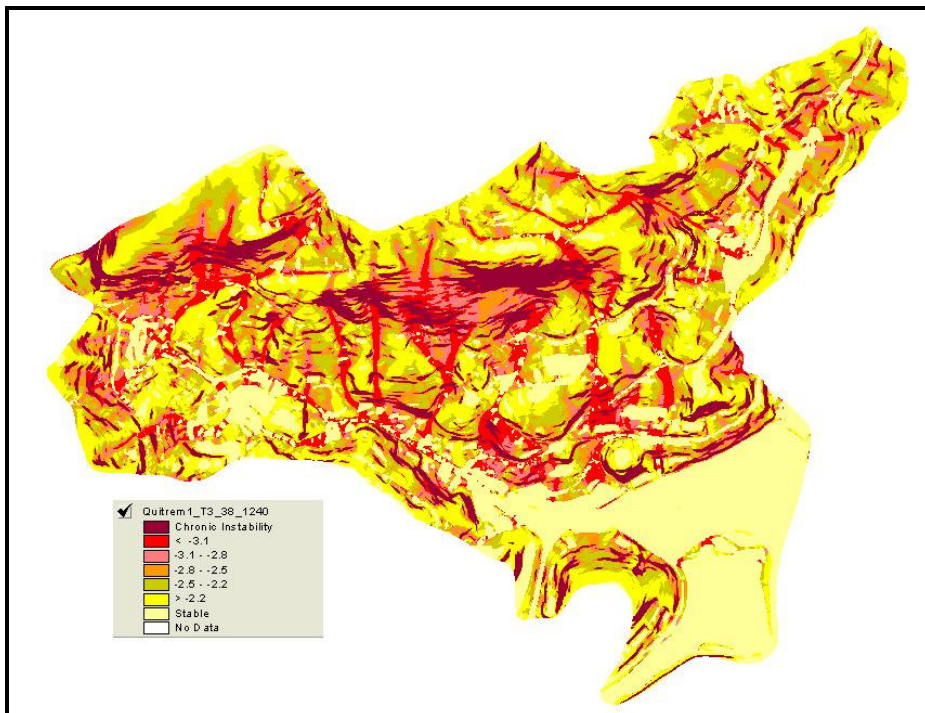 Quitrem1_T3_38_1240
Chronic Instability
< -3.1
-3.1 - -2.8
-2.8 - -2.5
-2.5 - -2.2
> -2.2
Stable
No Data